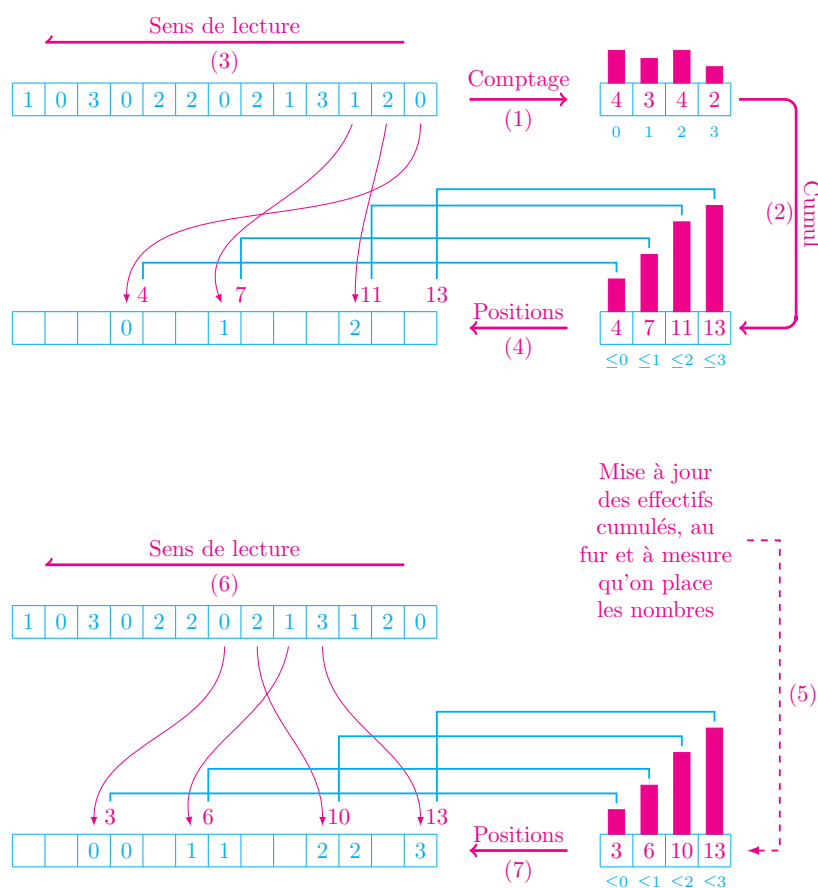 Sens de lecture
(3)
1 0 3 0 2 2 0 2 1 3 1 2 0
Comptage
(1)
4 3 4 2
0 1 2 3
(2)
Cumul
4 7 11 13
0 1 2
Positions
(4)
4 7 11 13
≤0 ≤1 ≤2 ≤3
Mise à jour
des effectifs
cumulés, au
fur et à mesure
qu'on place
les nombres
(5)
Sens de lecture
(6)
1 0 3 0 2 2 0 2 1 3 1 2 0
3 6 10 13
0 0 1 1 2 2 3
Positions
(7)
3 6 10 13
<0 <1 <2 <3